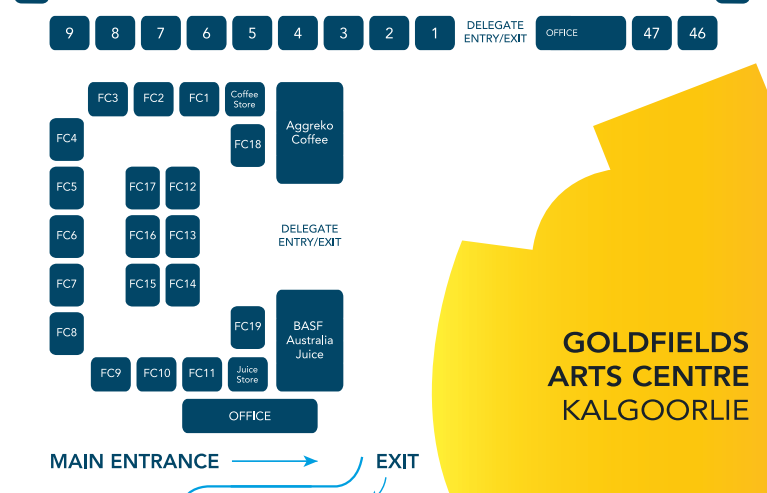 9 8 7 6 5 4 3 2 1 DELEGATE ENTRY/EXIT OFFICE 47 46
FC3 FC2 FC1 Coffee Store
Aggreko
Coffee
FC4
FC18
FC5 FC17 FC12
FC6 FC16 FC13
DELEGATE
ENTRY/EXIT
FC7 FC15 FC14
FC8
FC19
BASF
Australia
Juice
FC9 FC10 FC11 Juice Store
OFFICE
GOLDFIELDS
ARTS CENTRE
KALGOORLIE
MAIN ENTRANCE EXIT